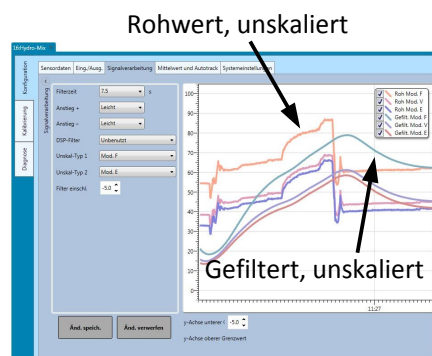 Rohwert, unskaliert
16:Hydro-Mix
Sensordaten Eing./Ausg. Signalverarbeitung Mittelwert und Autotrack Systemeinstellungen
Konfiguration
Kalibrierung
Diagnose
Signalverarbeitung
Filterzeit 7.5 s
Anstieg + Leicht
Anstieg − Leicht
DSP-Filter Unbenutzt
Unskal-Typ 1 Mod. F
Unskal-Typ 2 Mod. E
Filter einschl. -5.0
Änd. speich. Änd. verwerfen
100
90
80
70
60
50
40
30
20
10
0
Roh Mod. F
Roh Mod. V
Roh Mod. E
Gefilt. Mod. F
Gefilt. Mod. V
Gefilt. Mod. E
Gefiltert, unskaliert
11:27
y-Achse unterer -5.0
y-Achse oberer Grenzwert